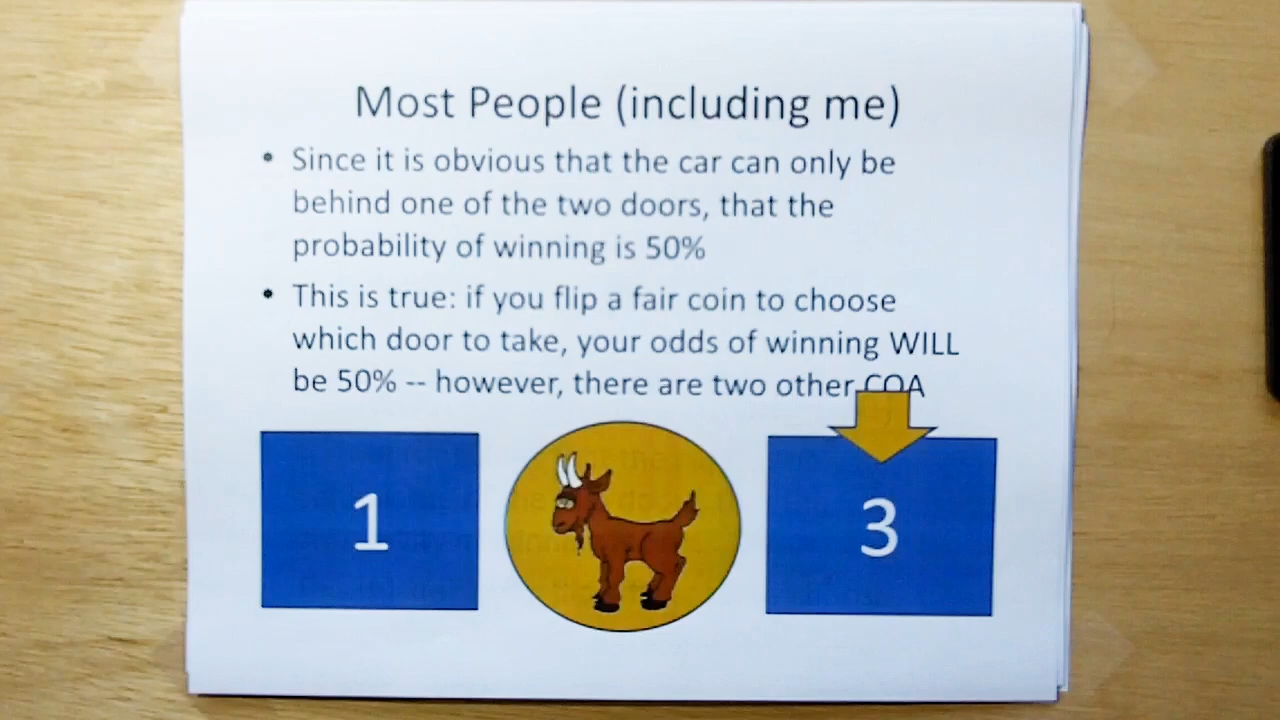 Most People (including me)
• Since it is obvious that the car can only be
behind one of the two doors, that the
probability of winning is 50%
• This is true: if you flip a fair coin to choose
which door to take, your odds of winning WILL
be 50% -- however, there are two other COA
1
3